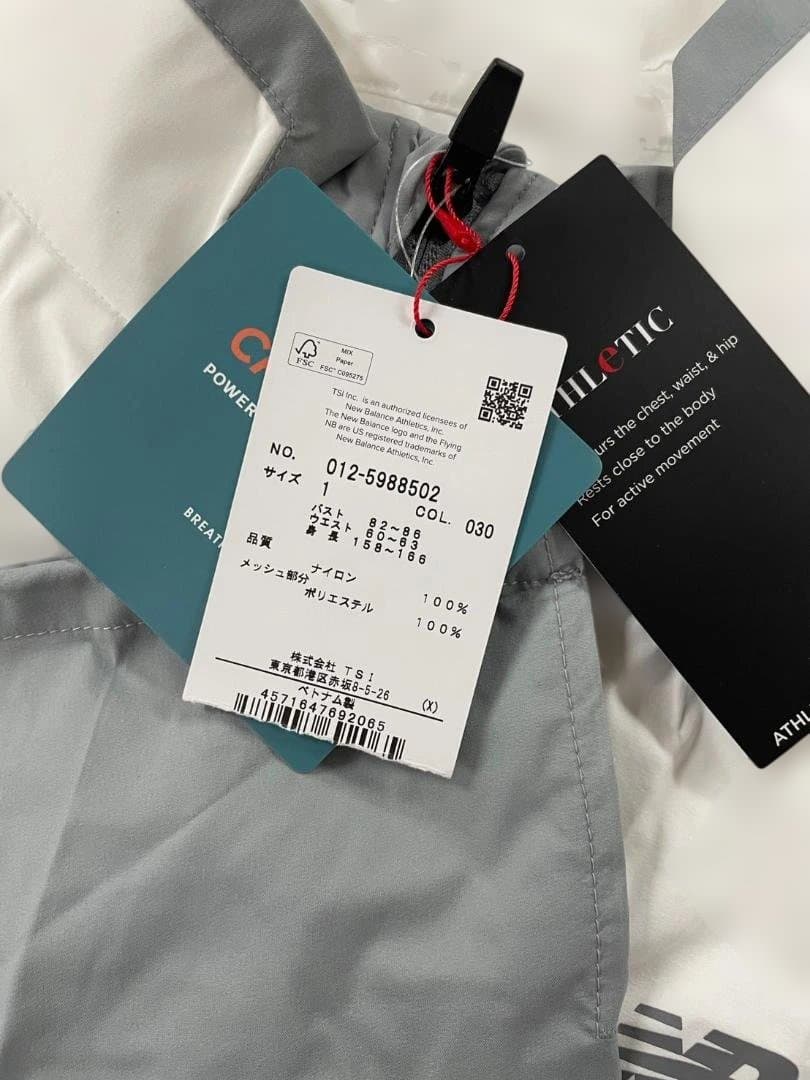 MIX
Paper
FSC® C095275
FSC
TSI Inc. is an authorized licensees of
New Balance Athletics, Inc.
The New Balance logo and the Flying
NB are US registered trademarks of
New Balance Athletics, Inc.
NO. 012-5988502
サイズ 1 COL. 030
バスト 82〜86
ウエスト 60〜63
身長 158〜166
品質
ナイロン 100%
メッシュ部分
ポリエステル 100%
株式会社 TSI
東京都港区赤坂8-5-26
ベトナム製 (X)
4571647692065
POWER
the chest, waist, & hip
Rests close to the body
For active movement